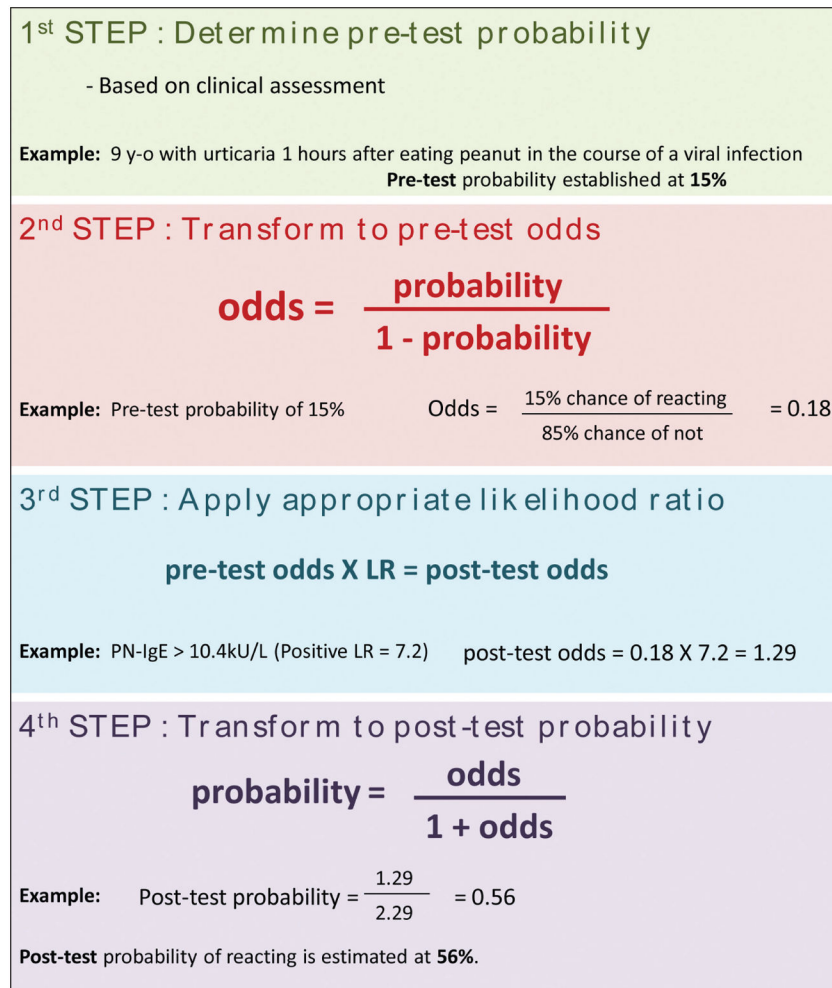 1st STEP : Determine pre-test probability
- Based on clinical assessment
Example: 9 y-o with urticaria 1 hours after eating peanut in the course of a viral infection
Pre-test probability established at 15%
2nd STEP : Transform to pre-test odds
odds = probability
1 - probability
Example: Pre-test probability of 15% Odds = 15% chance of reacting = 0.18
85% chance of not
3rd STEP : Apply appropriate likelihood ratio
pre-test odds X LR = post-test odds
Example: PN-IgE > 10.4kU/L (Positive LR = 7.2) post-test odds = 0.18 X 7.2 = 1.29
4th STEP : Transform to post-test probability
probability = odds
1 + odds
Example: Post-test probability = 1.29 = 0.56
2.29
Post-test probability of reacting is estimated at 56%.